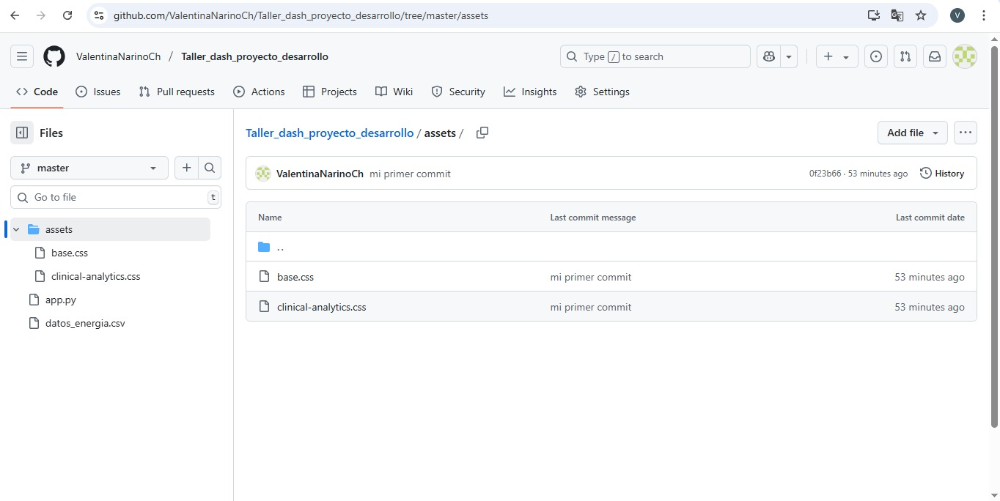 github.com/ValentinaNarinoCh/Taller_dash_proyecto_desarrollo/tree/master/assets
V
ValentinaNarinoCh / Taller_dash_proyecto_desarrollo
Type / to search
Code Issues Pull requests Actions Projects Wiki Security Insights Settings
Files
master
Go to file
t
assets
base.css
clinical-analytics.css
app.py
datos_energia.csv
Taller_dash_proyecto_desarrollo / assets /
Add file
ValentinaNarinoCh mi primer commit
0f23b66 · 53 minutes ago
History
Name Last commit message Last commit date
..
base.css mi primer commit 53 minutes ago
clinical-analytics.css mi primer commit 53 minutes ago